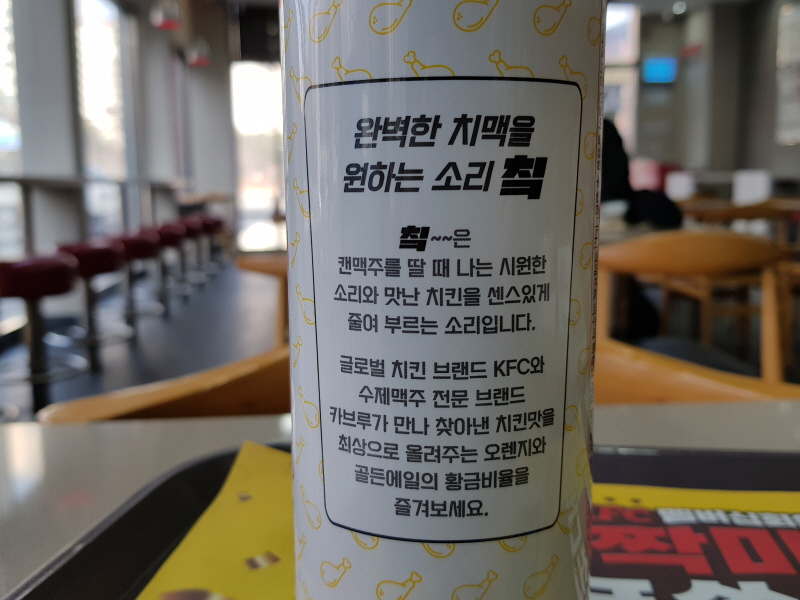 완벽한 치맥을
원하는 소리 칰
칰~~은
캔맥주를 딸 때 나는 시원한
소리와 맛난 치킨을 센스있게
줄여 부르는 소리입니다.
글로벌 치킨 브랜드 KFC와
수제맥주 전문 브랜드
카브루가 만나 찾아낸 치킨맛을
최상으로 올려주는 오렌지와
골든에일의 황금비율을
즐겨보세요.